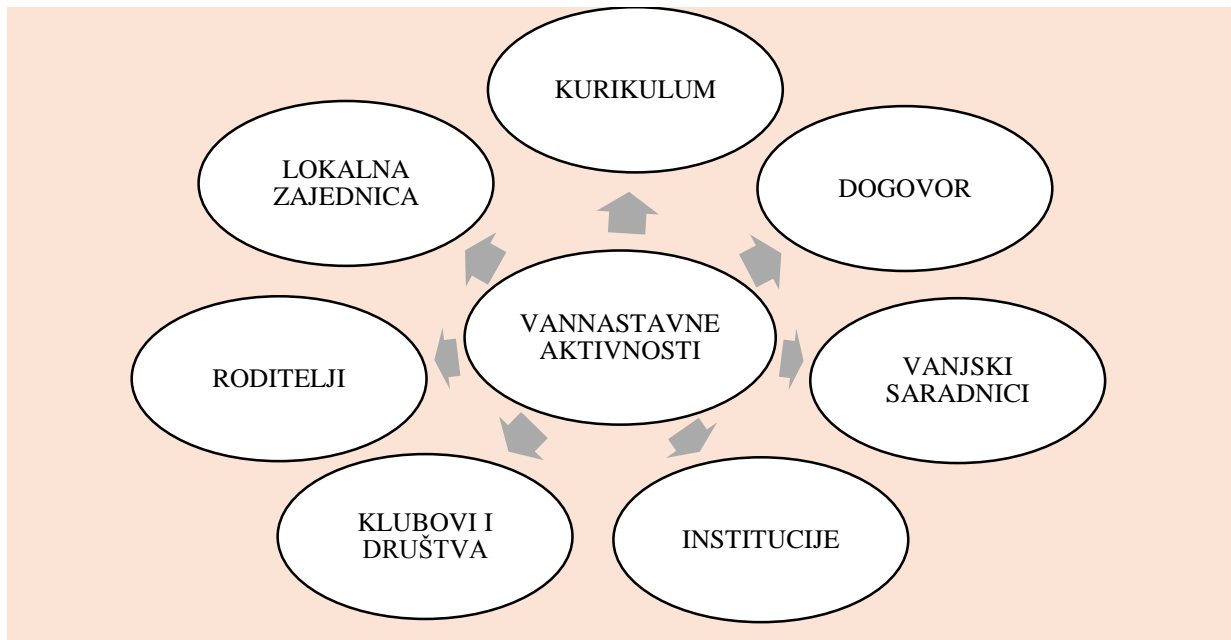 KURIKULUM
LOKALNA
ZAJEDNICA
DOGOVOR
VANNASTAVNE
AKTIVNOSTI
RODITELJI
VANJSKI
SARADNICI
KLUBOVI I
DRUŠTVA
INSTITUCIJE